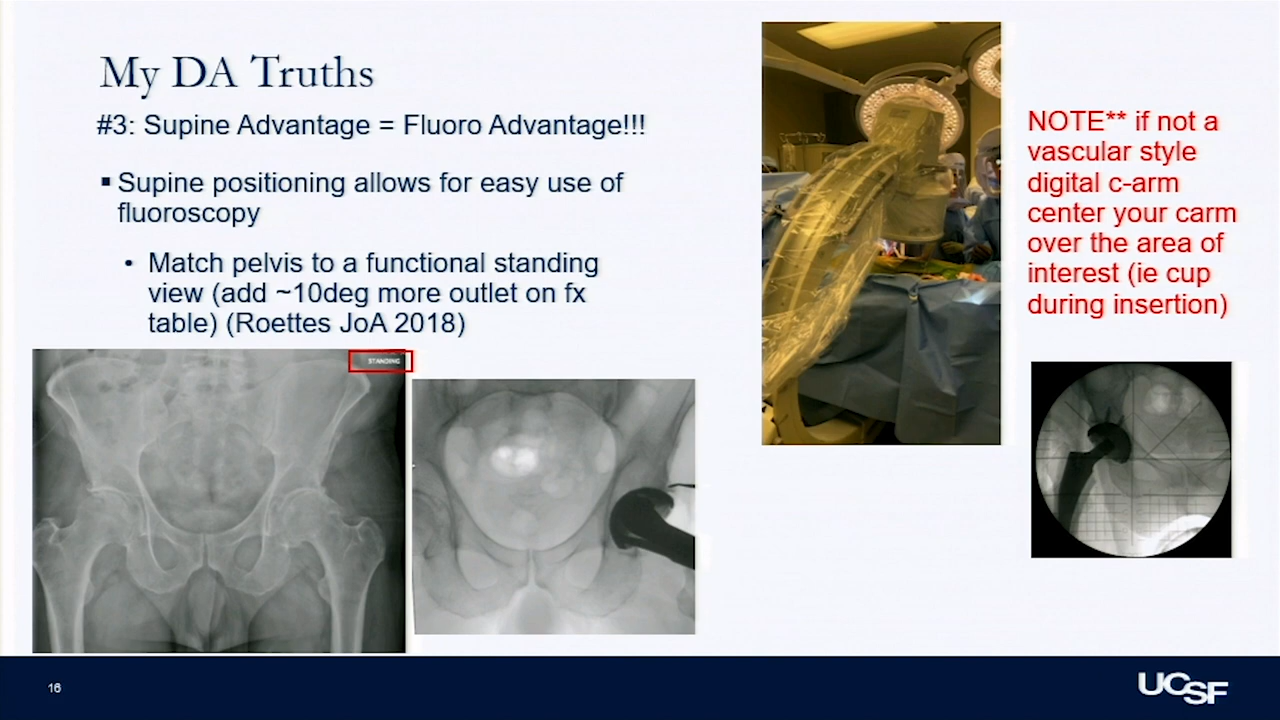 My DA Truths
#3: Supine Advantage = Fluoro Advantage!!!
▪ Supine positioning allows for easy use of
fluoroscopy
• Match pelvis to a functional standing
view (add ~10deg more outlet on fx
table) (Roettes JoA 2018)
STANDING
NOTE** if not a
vascular style
digital c-arm
center your carm
over the area of
interest (ie cup
during insertion)
16
UCSF